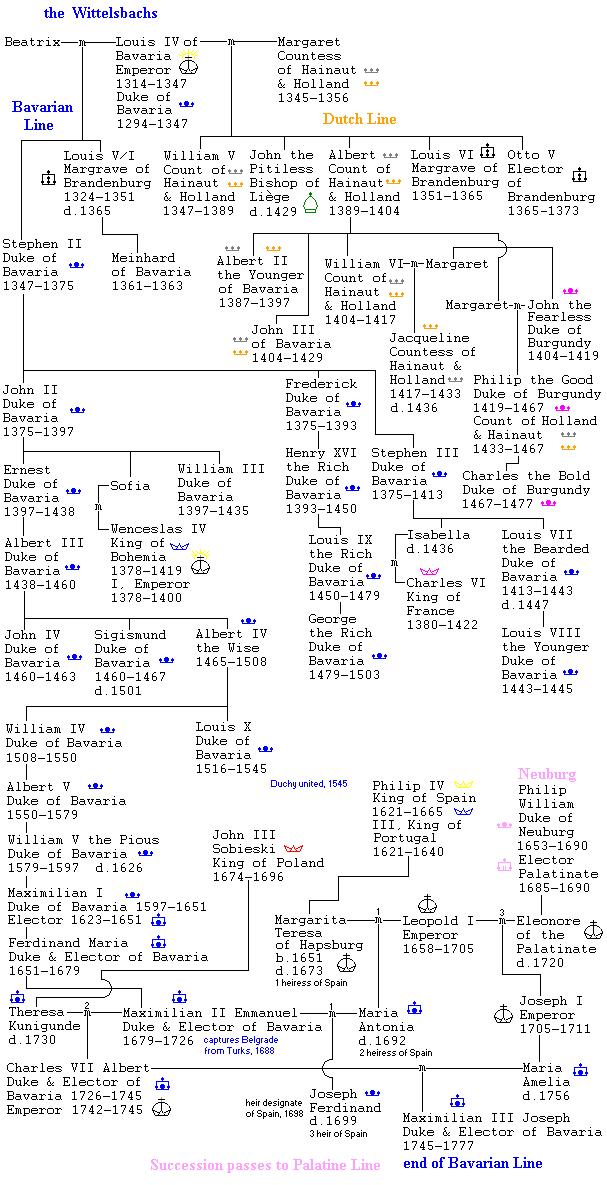 the Wittelsbachs
Beatrix
m
Louis IV of
Bavaria
Emperor
1314-1347
Duke of
Bavaria
1294-1347
m
Margaret
Countess
of Hainaut
& Holland
1345-1356
Bavarian
Line
Dutch Line
Louis V/I
Margrave of
Brandenburg
1324-1351
d.1365
William V
Count of
Hainaut
& Holland
1347-1389
John the
Pitiless
Bishop of
Liège
d.1429
Albert
Count of
Hainaut
& Holland
1389-1404
Louis VI
Margrave of
Brandenburg
1351-1365
Otto V
Elector
of
Brandenburg
1365-1373
Stephen II
Duke of
Bavaria
1347-1375
Meinhard
of Bavaria
1361-1363
Albert II
the Younger
of Bavaria
1387-1397
William VI
Count of
Hainaut
& Holland
1404-1417
m
Margaret
John III
of Bavaria
1404-1429
Margaret
m
John the
Fearless
Duke of
Burgundy
1404-1419
Jacqueline
Countess of
Hainaut &
Holland
1417-1433
d.1436
Philip the Good
Duke of Burgundy
1419-1467
Count of Holland
& Hainaut
1433-1467
Charles the Bold
Duke of Burgundy
1467-1477
John II
Duke of
Bavaria
1375-1397
Frederick
Duke of
Bavaria
1375-1393
Ernest
Duke of
Bavaria
1397-1438
Sofia
m
William III
Duke of
Bavaria
1397-1435
Henry XVI
the Rich
Duke of
Bavaria
1393-1450
Stephen III
Duke of
Bavaria
1375-1413
Wenceslas IV
King of
Bohemia
1378-1419
I, Emperor
1378-1400
Albert III
Duke of
Bavaria
1438-1460
Louis IX
the Rich
Duke of
Bavaria
1450-1479
Isabella
d.1436
m
Charles VI
King of
France
1380-1422
Louis VII
the Bearded
Duke of
Bavaria
1413-1443
d.1447
John IV
Duke of
Bavaria
1460-1463
Sigismund
Duke of
Bavaria
1460-1467
d.1501
Albert IV
the Wise
1465-1508
George
the Rich
Duke of
Bavaria
1479-1503
Louis VIII
the Younger
Duke of
Bavaria
1443-1445
William IV
Duke of Bavaria
1508-1550
Louis X
Duke of
Bavaria
1516-1545
Duchy united, 1545
Albert V
Duke of Bavaria
1550-1579
William V the Pious
Duke of Bavaria
1579-1597 d.1626
John III
Sobieski
King of Poland
1674-1696
Philip IV
King of Spain
1621-1665
III, King of
Portugal
1621-1640
Neuburg
Philip
William
Duke of
Neuburg
1653-1690
Elector
Palatinate
1685-1690
Maximilian I
Duke of Bavaria 1597-1651
Elector 1623-1651
Ferdinand Maria
Duke & Elector of Bavaria
1651-1679
Margarita
Teresa
of Hapsburg
b.1651
d.1673
1 heiress of Spain
1
m
Leopold I
Emperor
1658-1705
3
m
Eleonore
of the
Palatinate
d.1720
Theresa
Kunigunde
d.1730
2
m
Maximilian II Emmanuel
Duke & Elector of Bavaria
1679-1726
captures Belgrade
from Turks, 1688
1
m
Maria
Antonia
d.1692
2 heiress of Spain
Joseph I
Emperor
1705-1711
Charles VII Albert
Duke & Elector of
Bavaria 1726-1745
Emperor 1742-1745
m
Maria
Amelia
d.1756
heir designate
of Spain, 1698
Joseph
Ferdinand
d.1699
3 heir of Spain
Maximilian III Joseph
Duke & Elector of Bavaria
1745-1777
Succession passes to Palatine Line
end of Bavarian Line